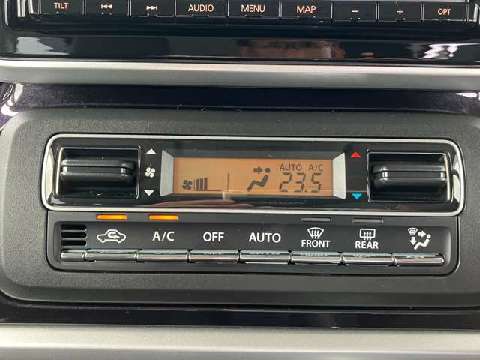 TILT AUDIO MENU MAP OPT
AUTO A/C
23.5
A/C OFF AUTO FRONT REAR